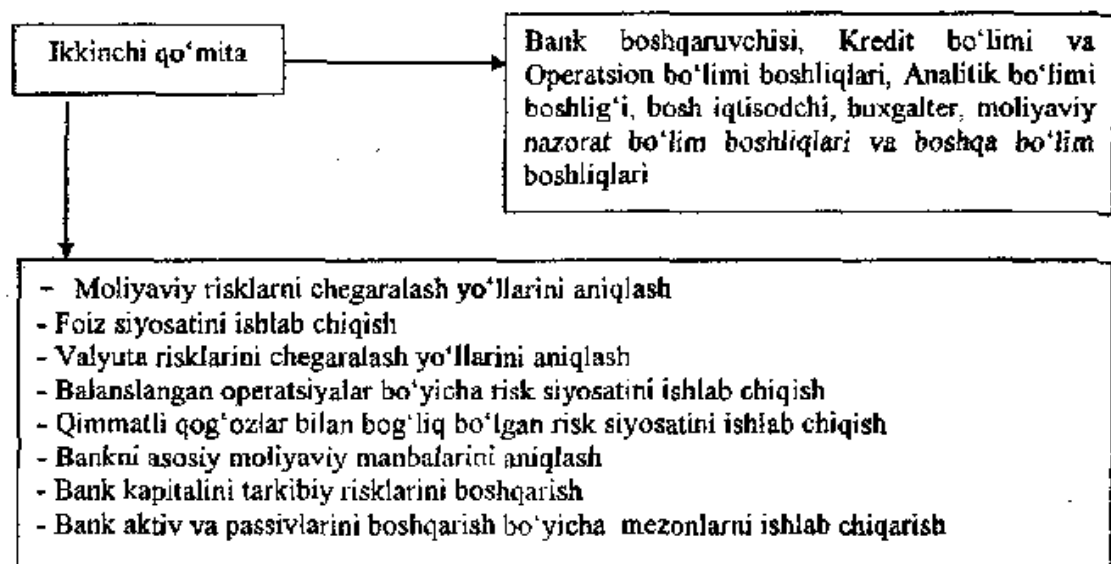 Ikkinchi qo‘mita
Bank boshqaruvchisi, Kredit bo‘limi va
Operatsion bo‘limi boshliqlari, Analitik bo‘limi
boshlig‘i, bosh iqtisodchi, buxgalter, moliyaviy
nazorat bo‘lim boshliqlari va boshqa bo‘lim
boshliqlari
- Moliyaviy risklarni chegaralash yo‘llarini aniqlash
- Foiz siyosatini ishlab chiqish
- Valyuta risklarini chegaralash yo‘llarini aniqlash
- Balanslangan operatsiyalar bo‘yicha risk siyosatini ishlab chiqish
- Qimmatli qog‘ozlar bilan bog‘liq bo‘lgan risk siyosatini ishlab chiqish
- Bankni asosiy moliyaviy manbalarini aniqlash
- Bank kapitalini tarkibiy risklarini boshqarish
- Bank aktiv va passivlarini boshqarish bo‘yicha mezonlarni ishlab chiqarish